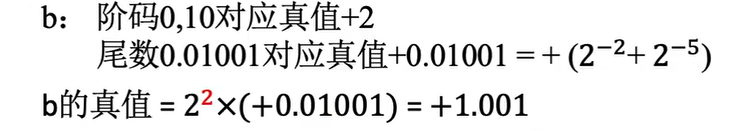 b： 阶码0,10对应真值+2
尾数0.01001对应真值+0.01001 = + (2⁻²+ 2⁻⁵)
b的真值 = 2²×(+0.01001) = +1.001